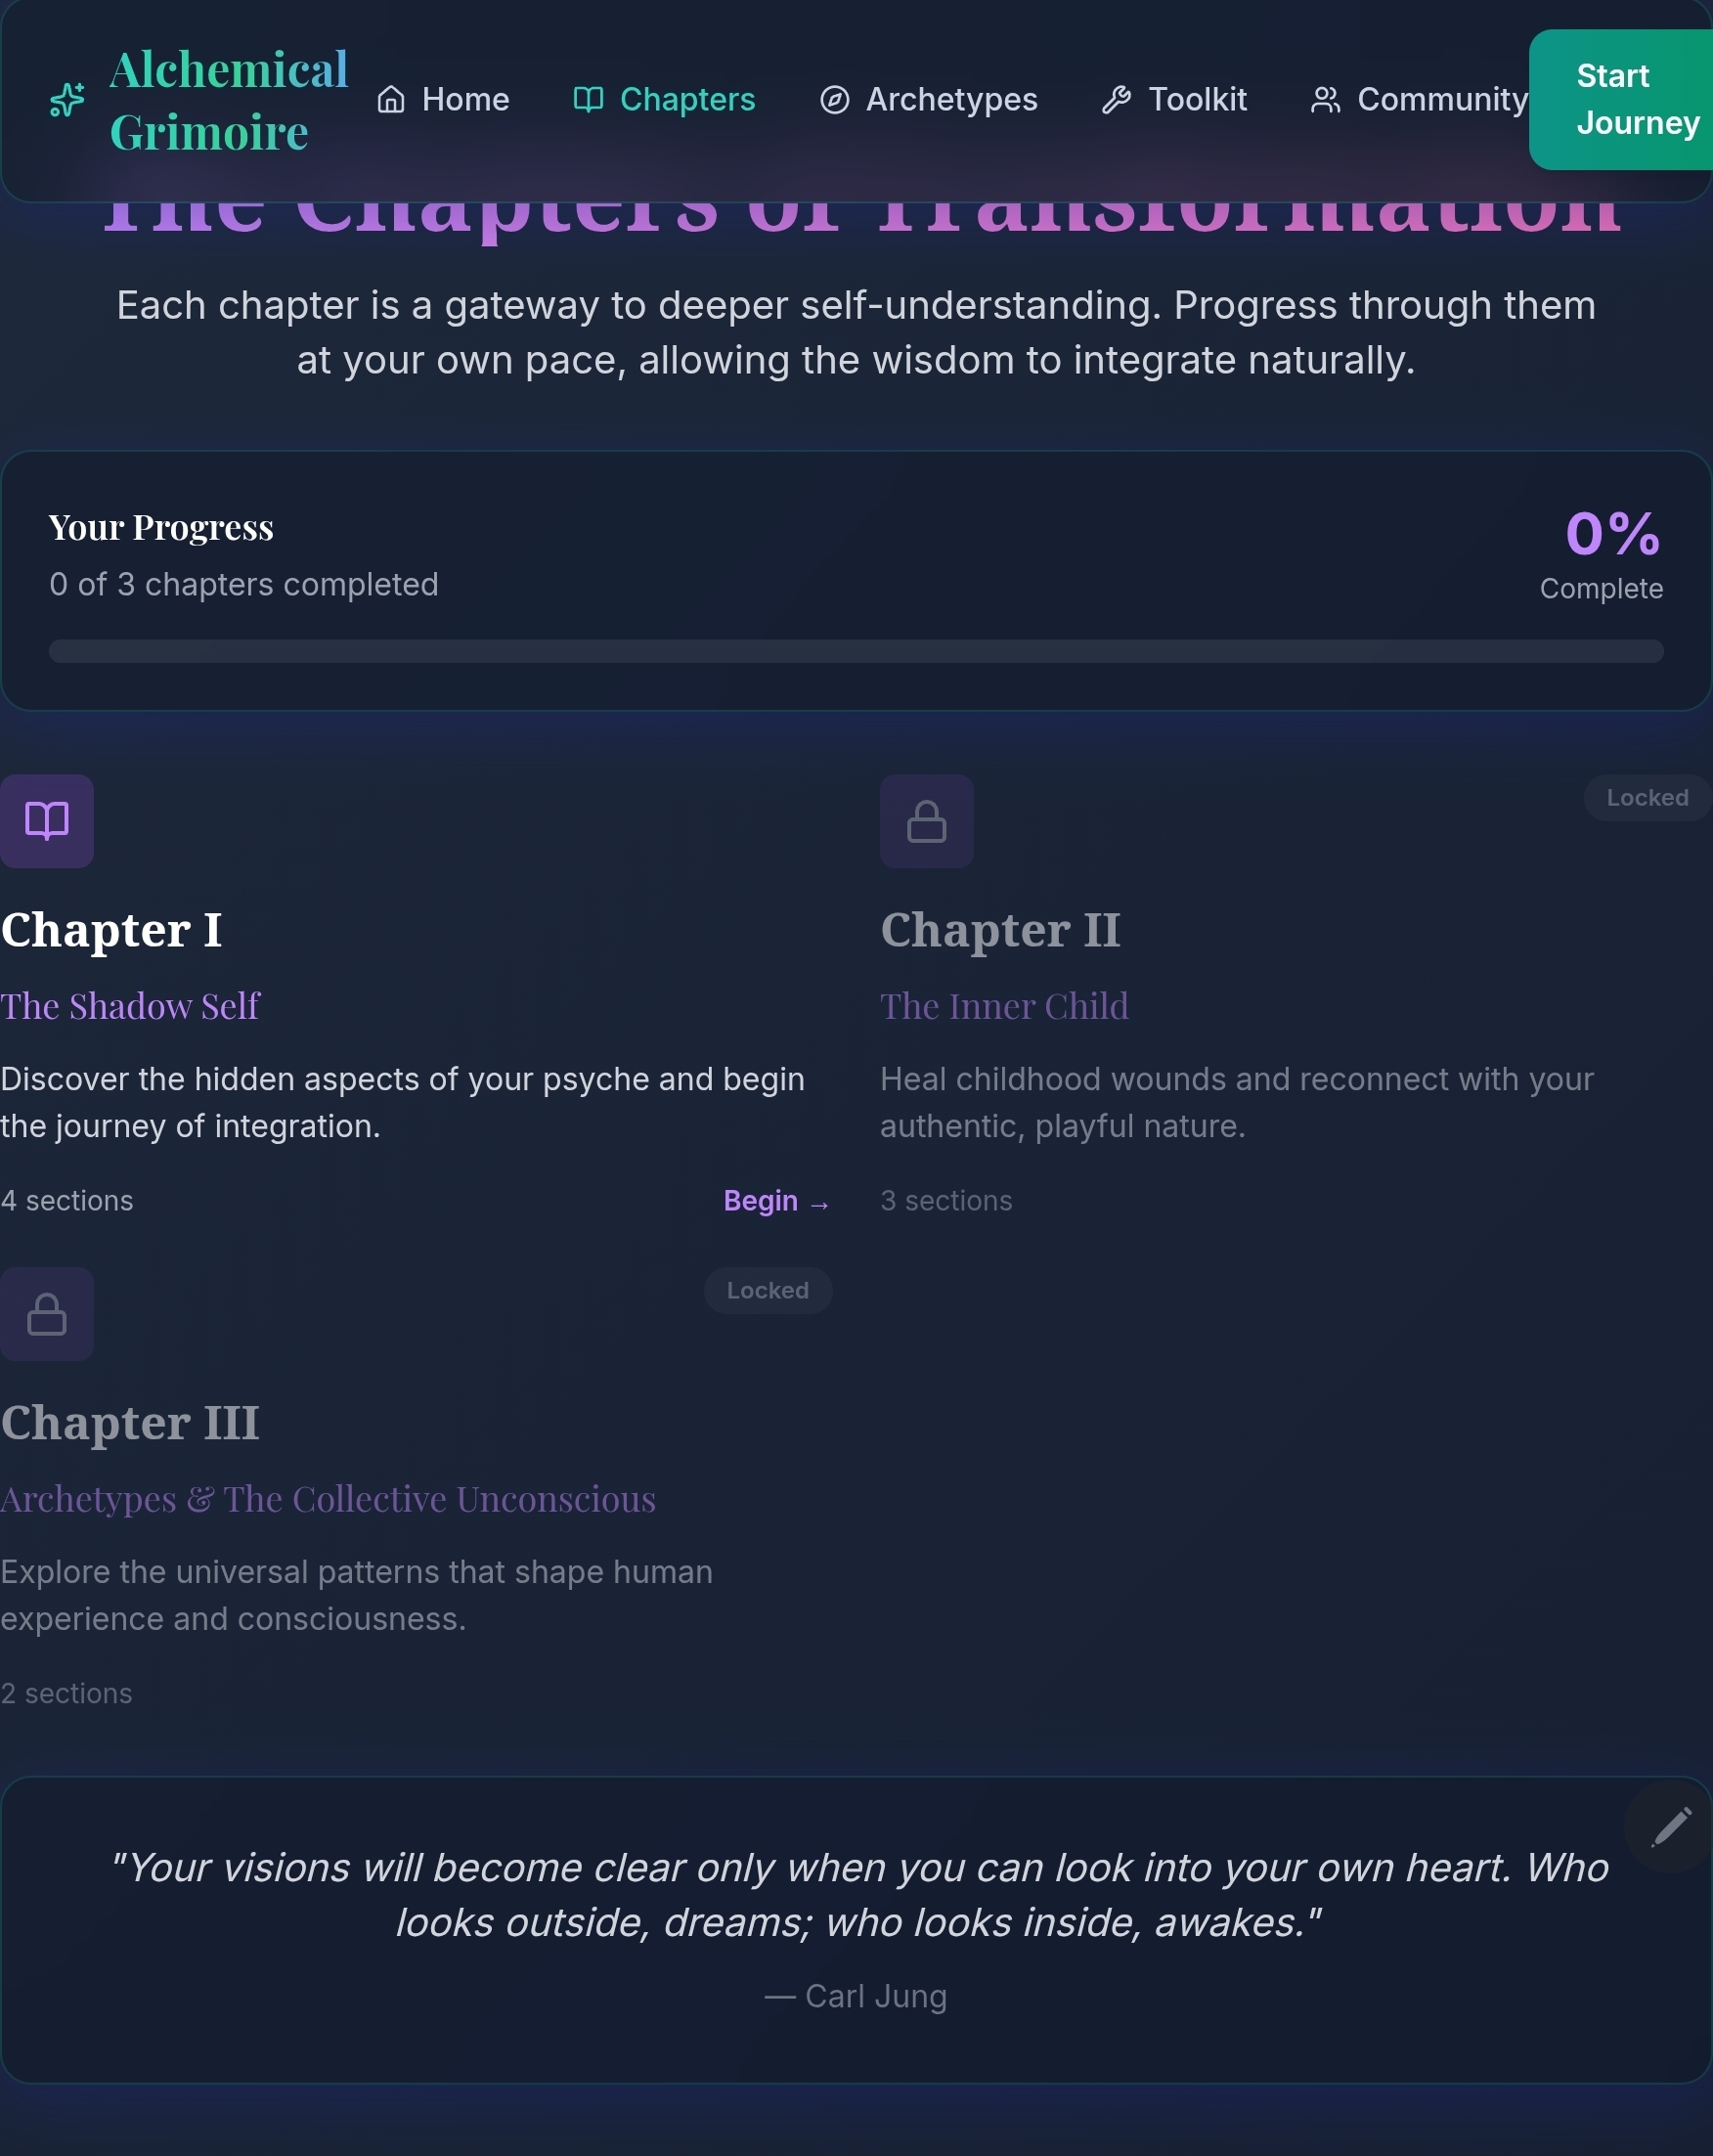 Alchemical
Grimoire
Home
Chapters
Archetypes
Toolkit
Community
Start
Journey
The Chapters of Transformation
Each chapter is a gateway to deeper self-understanding. Progress through them
at your own pace, allowing the wisdom to integrate naturally.
Your Progress
0 of 3 chapters completed
0%
Complete
Chapter I
The Shadow Self
Discover the hidden aspects of your psyche and begin
the journey of integration.
4 sections
Begin →
Locked
Chapter II
The Inner Child
Heal childhood wounds and reconnect with your
authentic, playful nature.
3 sections
Locked
Chapter III
Archetypes & The Collective Unconscious
Explore the universal patterns that shape human
experience and consciousness.
2 sections
"Your visions will become clear only when you can look into your own heart. Who
looks outside, dreams; who looks inside, awakes."
— Carl Jung